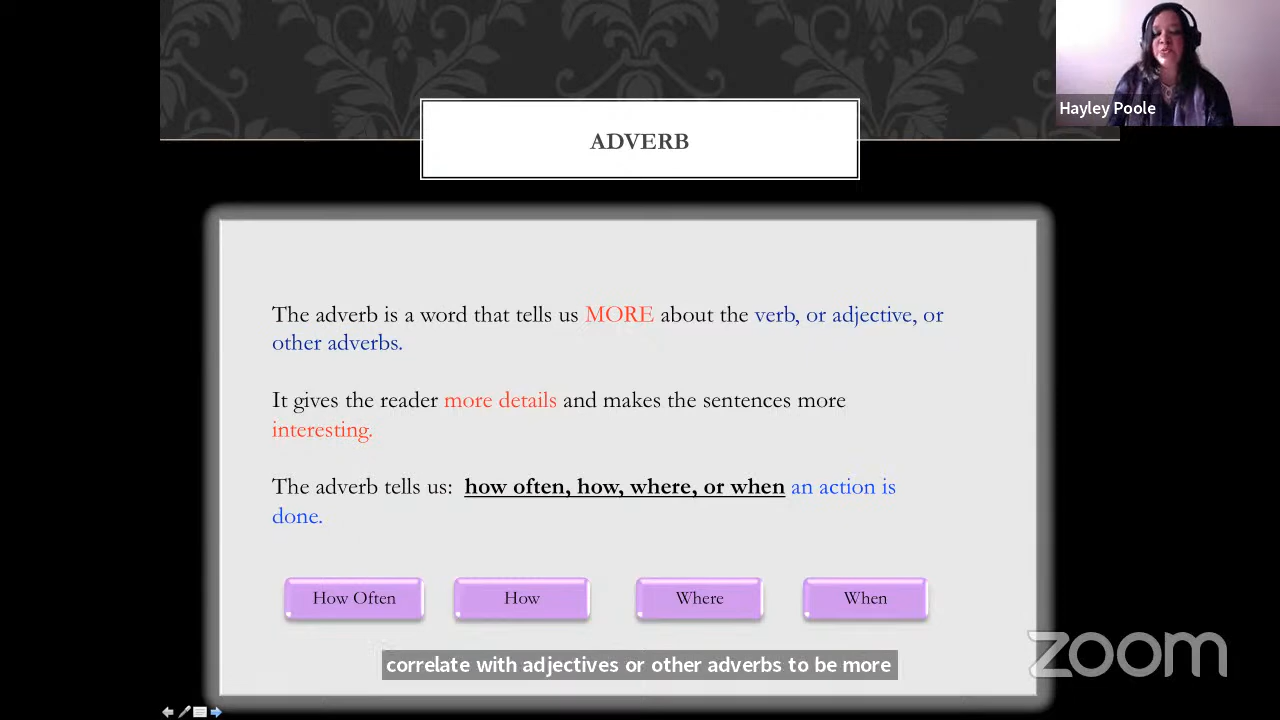 Hayley Poole
ADVERB
The adverb is a word that tells us MORE about the verb, or adjective, or
other adverbs.
It gives the reader more details and makes the sentences more
interesting.
The adverb tells us: how often, how, where, or when an action is
done.
How Often
How
Where
When
correlate with adjectives or other adverbs to be more
zoom